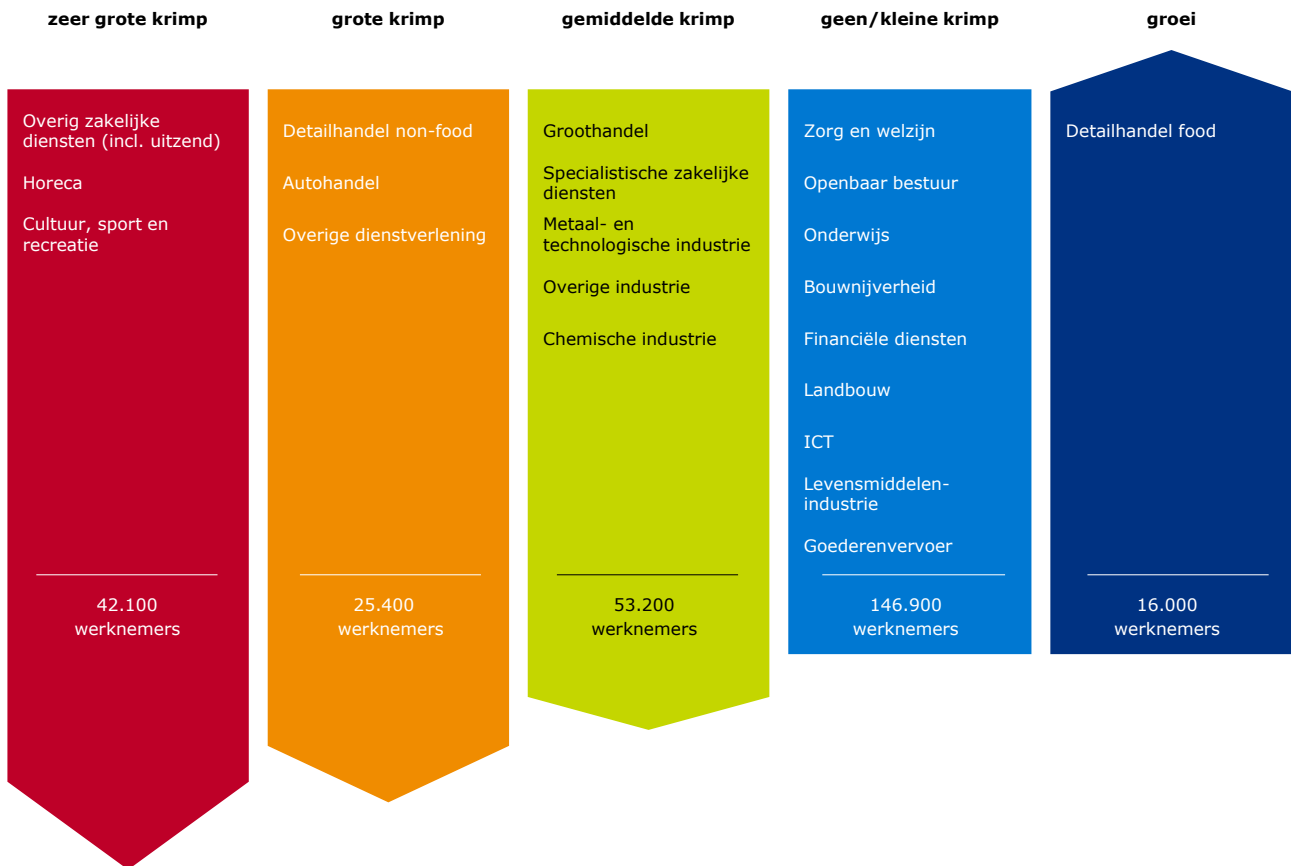 zeer grote krimp
Overig zakelijke
diensten (incl. uitzend)
Horeca
Cultuur, sport en
recreatie
42.100
werknemers
grote krimp
Detailhandel non-food
Autohandel
Overige dienstverlening
25.400
werknemers
gemiddelde krimp
Groothandel
Specialistische zakelijke
diensten
Metaal- en
technologische industrie
Overige industrie
Chemische industrie
53.200
werknemers
geen/kleine krimp
Zorg en welzijn
Openbaar bestuur
Onderwijs
Bouwnijverheid
Financiële diensten
Landbouw
ICT
Levensmiddelen-
industrie
Goederenvervoer
146.900
werknemers
groei
Detailhandel food
16.000
werknemers